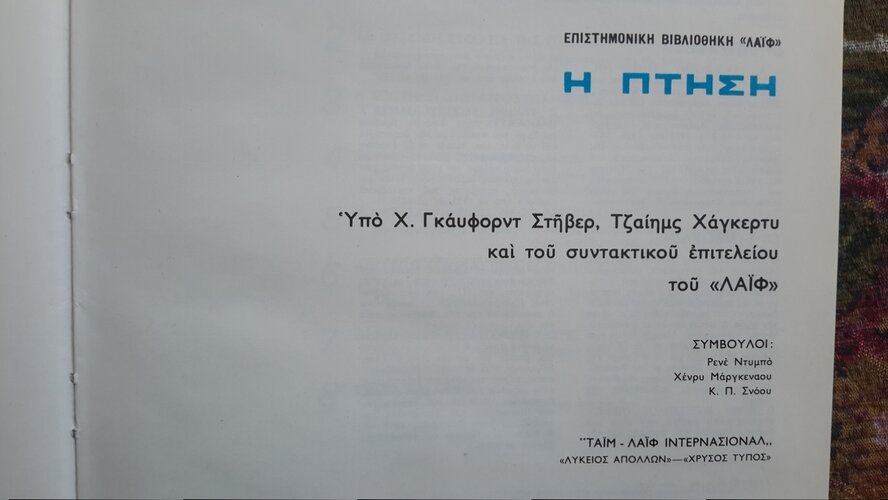 ΕΠΙΣΤΗΜΟΝΙΚΗ ΒΙΒΛΙΟΘΗΚΗ «ΛΑΪΦ»
Η ΠΤΗΣΗ
Ὑπὸ Χ. Γκάυφορντ Στῆβερ, Τζαίημς Χάγκερτυ
καὶ τοῦ συντακτικοῦ ἐπιτελείου
τοῦ «ΛΑΪΦ»
ΣΥΜΒΟΥΛΟΙ:
Ρενὲ Ντυμπὸ
Χένρυ Μάργκεναου
Κ. Π. Σνόου
"ΤΑΪΜ - ΛΑΪΦ ΙΝΤΕΡΝΑΣΙΟΝΑΛ„
«ΛΥΚΕΙΟΣ ΑΠΟΛΛΩΝ»—«ΧΡΥΣΟΣ ΤΥΠΟΣ»